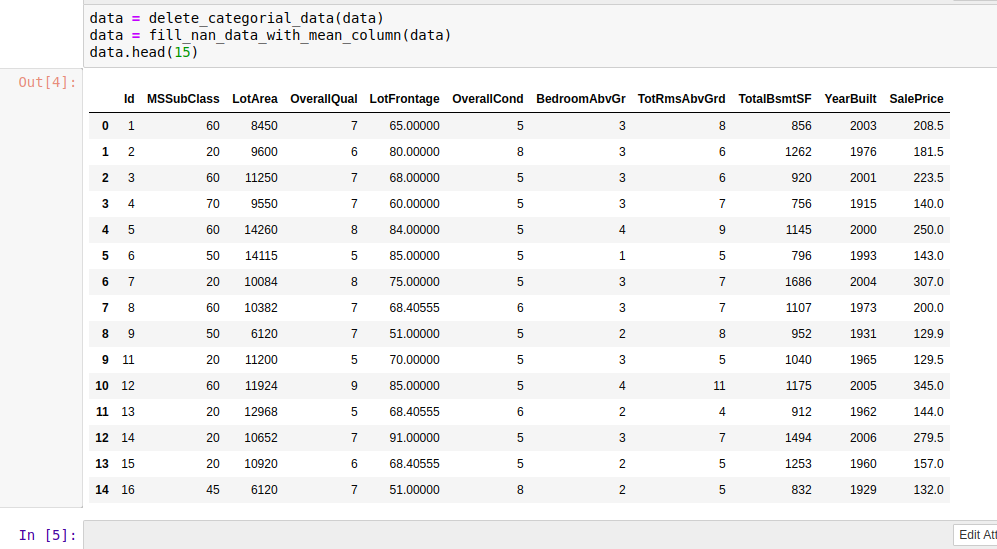 data = delete_categorial_data(data)
data = fill_nan_data_with_mean_column(data)
data.head(15)
Out[4]:
Id MSSubClass LotArea OverallQual LotFrontage OverallCond BedroomAbvGr TotRmsAbvGrd TotalBsmtSF YearBuilt SalePrice
0 1 60 8450 7 65.00000 5 3 8 856 2003 208.5
1 2 20 9600 6 80.00000 8 3 6 1262 1976 181.5
2 3 60 11250 7 68.00000 5 3 6 920 2001 223.5
3 4 70 9550 7 60.00000 5 3 7 756 1915 140.0
4 5 60 14260 8 84.00000 5 4 9 1145 2000 250.0
5 6 50 14115 5 85.00000 5 1 5 796 1993 143.0
6 7 20 10084 8 75.00000 5 3 7 1686 2004 307.0
7 8 60 10382 7 68.40555 6 3 7 1107 1973 200.0
8 9 50 6120 7 51.00000 5 2 8 952 1931 129.9
9 11 20 11200 5 70.00000 5 3 5 1040 1965 129.5
10 12 60 11924 9 85.00000 5 4 11 1175 2005 345.0
11 13 20 12968 5 68.40555 6 2 4 912 1962 144.0
12 14 20 10652 7 91.00000 5 3 7 1494 2006 279.5
13 15 20 10920 6 68.40555 5 2 5 1253 1960 157.0
14 16 45 6120 7 51.00000 8 2 5 832 1929 132.0
In [5]:
Edit Att